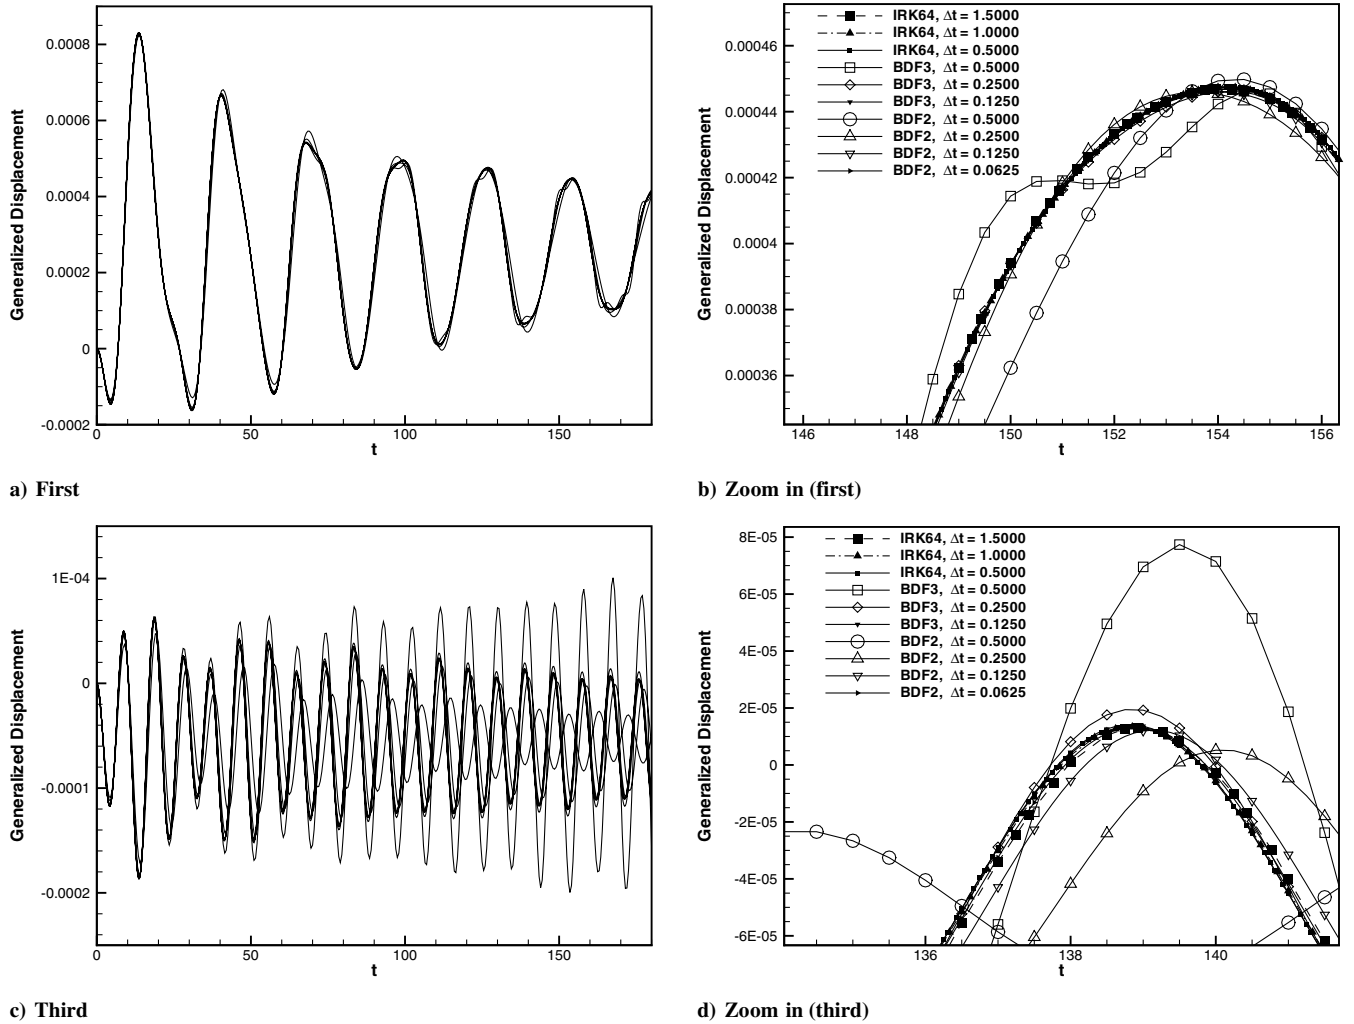 0.0008
0.0006
0.0004
0.0002
0
-0.0002
Generalized Displacement
0 50 100 150
t
a) First
IRK64, Δt = 1.5000
IRK64, Δt = 1.0000
IRK64, Δt = 0.5000
BDF3, Δt = 0.5000
BDF3, Δt = 0.2500
BDF3, Δt = 0.1250
BDF2, Δt = 0.5000
BDF2, Δt = 0.2500
BDF2, Δt = 0.1250
BDF2, Δt = 0.0625
0.00046
0.00044
0.00042
0.0004
0.00038
0.00036
Generalized Displacement
146 148 150 152 154 156
t
b) Zoom in (first)
1E-04
0
-0.0001
-0.0002
Generalized Displacement
0 50 100 150
t
c) Third
IRK64, Δt = 1.5000
IRK64, Δt = 1.0000
IRK64, Δt = 0.5000
BDF3, Δt = 0.5000
BDF3, Δt = 0.2500
BDF3, Δt = 0.1250
BDF2, Δt = 0.5000
BDF2, Δt = 0.2500
BDF2, Δt = 0.1250
BDF2, Δt = 0.0625
8E-05
6E-05
4E-05
2E-05
0
-2E-05
-4E-05
-6E-05
Generalized Displacement
136 138 140
t
d) Zoom in (third)